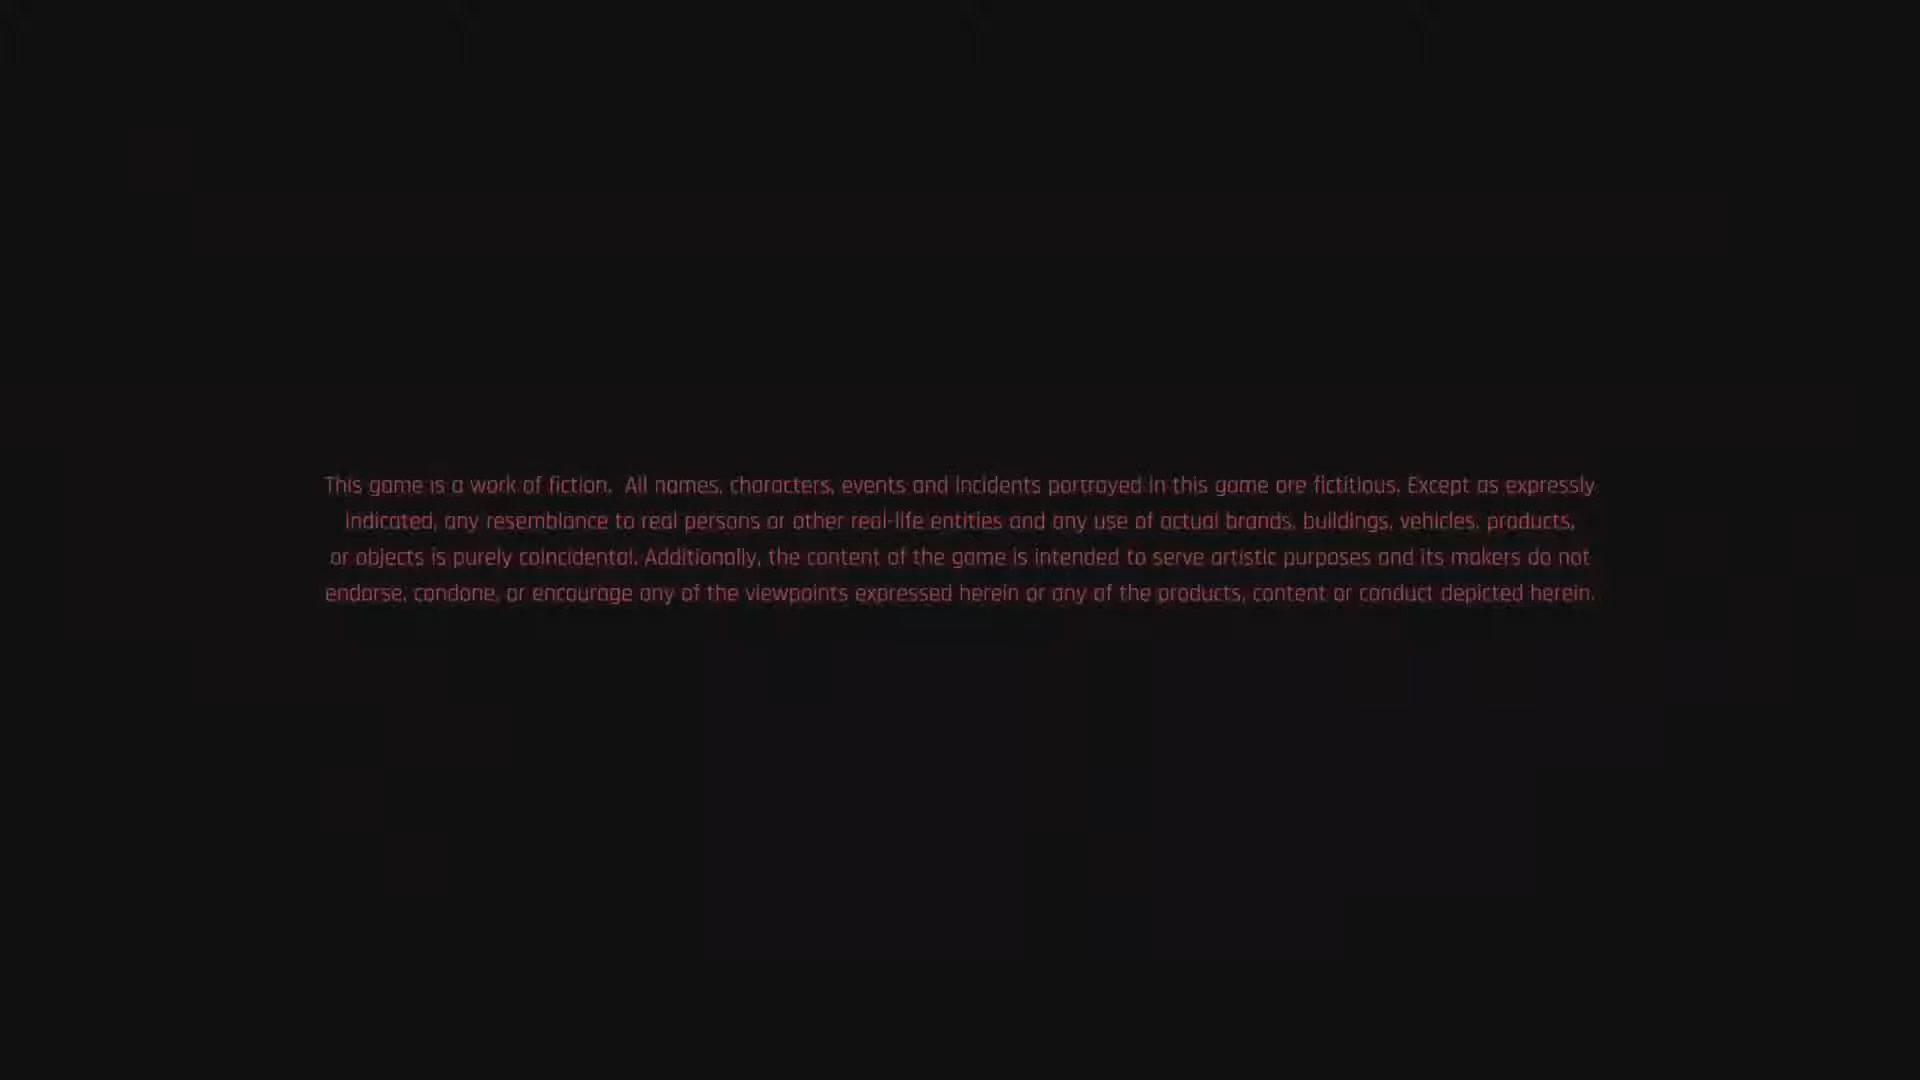 This game is a work of fiction.  All names, characters, events and incidents portrayed in this game are fictitious. Except as expressly
indicated, any resemblance to real persons or other real-life entities and any use of actual brands, buildings, vehicles, products,
or objects is purely coincidental. Additionally, the content of the game is intended to serve artistic purposes and its makers do not
endorse, condone, or encourage any of the viewpoints expressed herein or any of the products, content or conduct depicted herein.